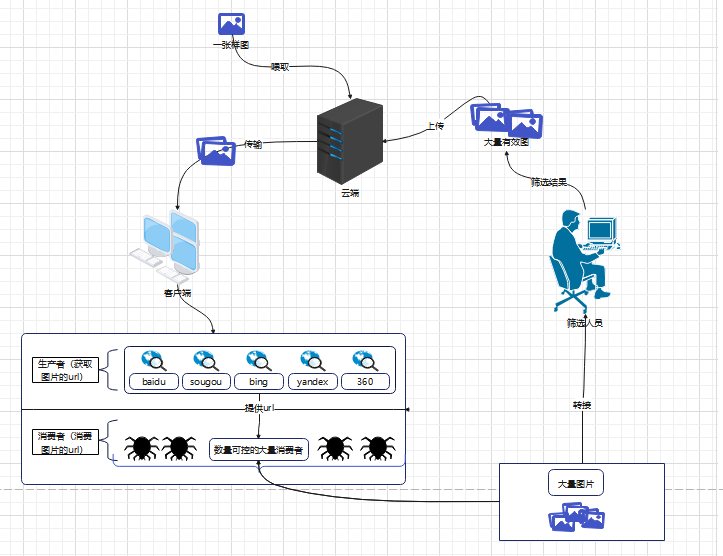 一张样图
喂取
上传
大量有效图
传输
云端
筛选结果
客户端
筛选人员
生产者（获取
图片的url）
baidu
sougou
bing
yandex
360
提供url
转接
消费者（消费
图片的url）
数量可控的大量消费者
大量图片